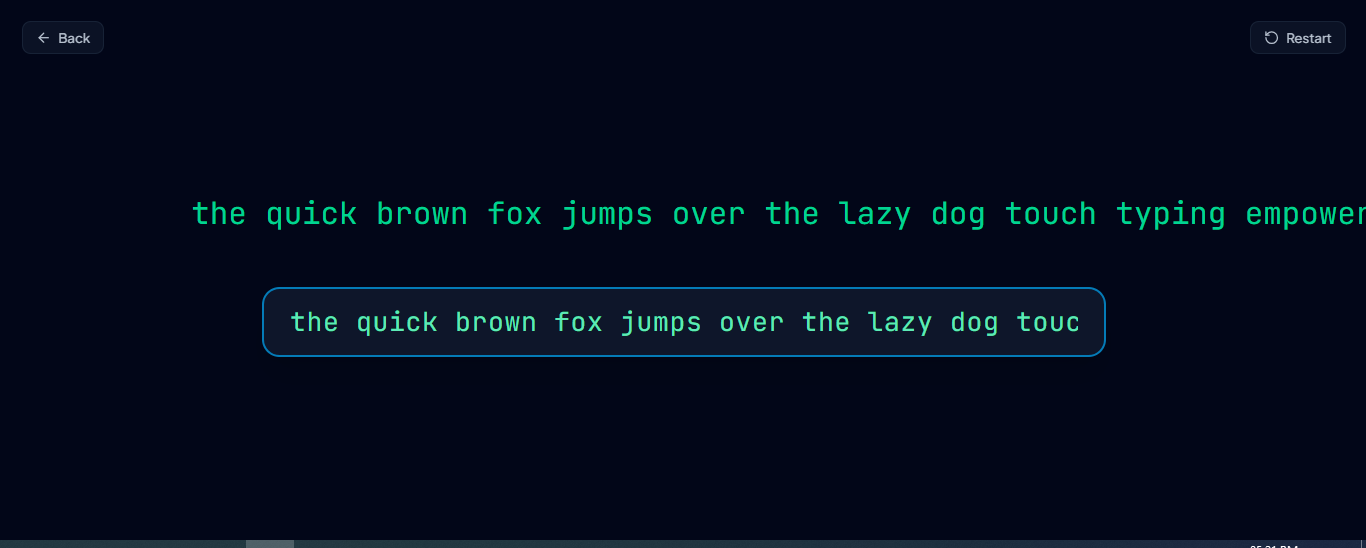 Back
Restart
the quick brown fox jumps over the lazy dog touch typing empower
the quick brown fox jumps over the lazy dog touc